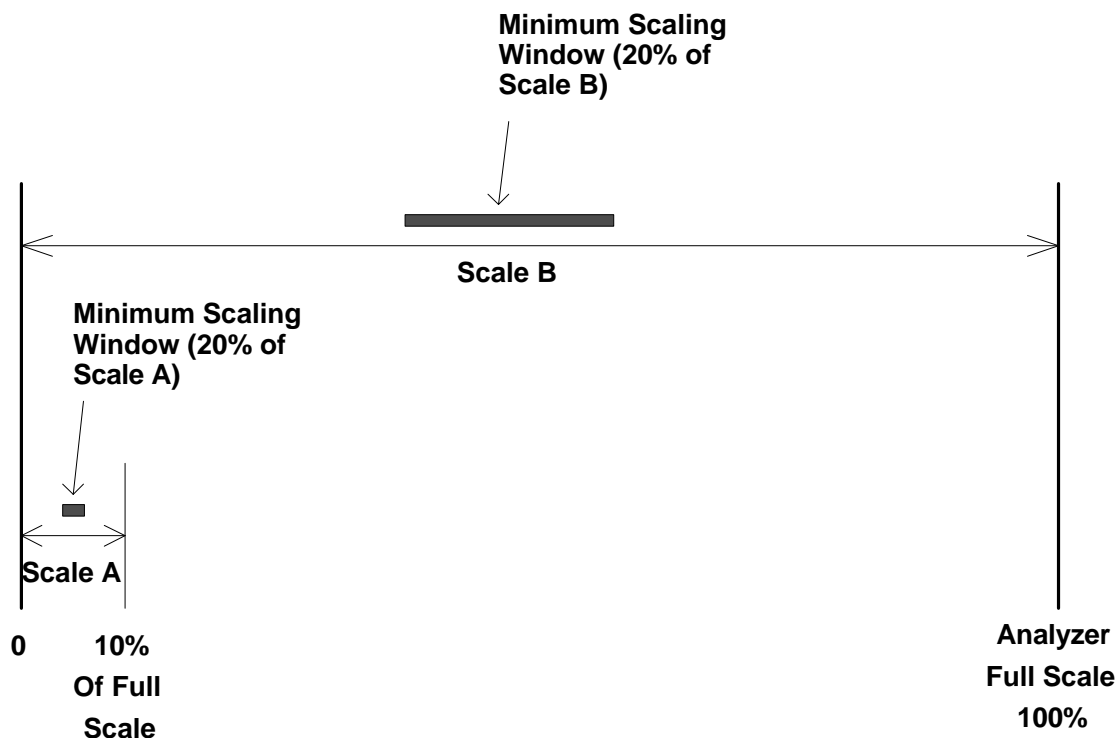 Minimum Scaling
Window (20% of
Scale B)
Scale B
Minimum Scaling
Window (20% of
Scale A)
Scale A
0
10%
Of Full
Scale
Analyzer
Full Scale
100%